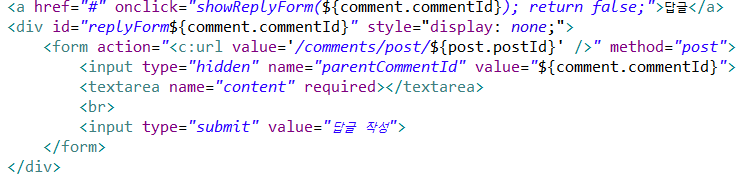 <a href="#" onclick="showReplyForm(${comment.commentId}); return false;">답글</a>
<div id="replyForm${comment.commentId}" style="display: none;">
<form action="<c:url value='/comments/post/${post.postId}' />" method="post">
<input type="hidden" name="parentCommentId" value="${comment.commentId}">
<textarea name="content" required></textarea>
<br>
<input type="submit" value="답글 작성">
</form>
</div>